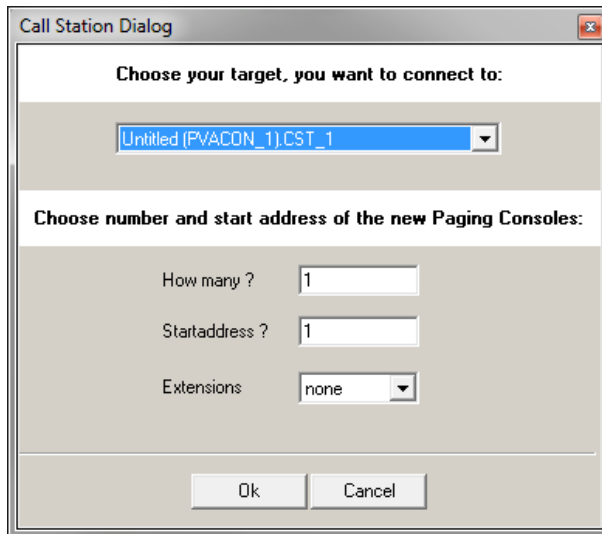 Call Station Dialog
Choose your target, you want to connect to:
Untitled (PVACON_1).CST_1
Choose number and start address of the new Paging Consoles:
How many ? 1
Startaddress ? 1
Extensions none
Ok Cancel